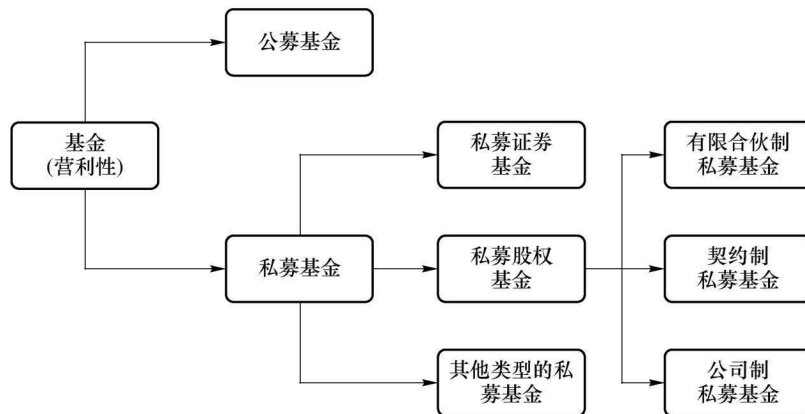 公募基金
基金
(营利性)
私募证券
基金
有限合伙制
私募基金
私募基金
私募股权
基金
契约制
私募基金
其他类型的私
募基金
公司制
私募基金